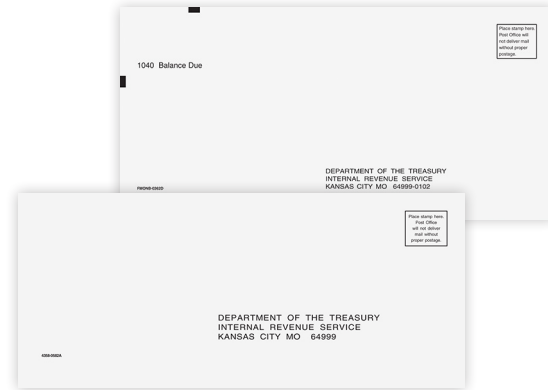 Place stamp here.
Post Office will
not deliver mail
without proper
postage.
1040 Balance Due
DEPARTMENT OF THE TREASURY
INTERNAL REVENUE SERVICE
KANSAS CITY MO 64999-0102
Place stamp here.
Post Office
will not deliver
mail without
proper postage.
DEPARTMENT OF THE TREASURY
INTERNAL REVENUE SERVICE
KANSAS CITY MO 64999